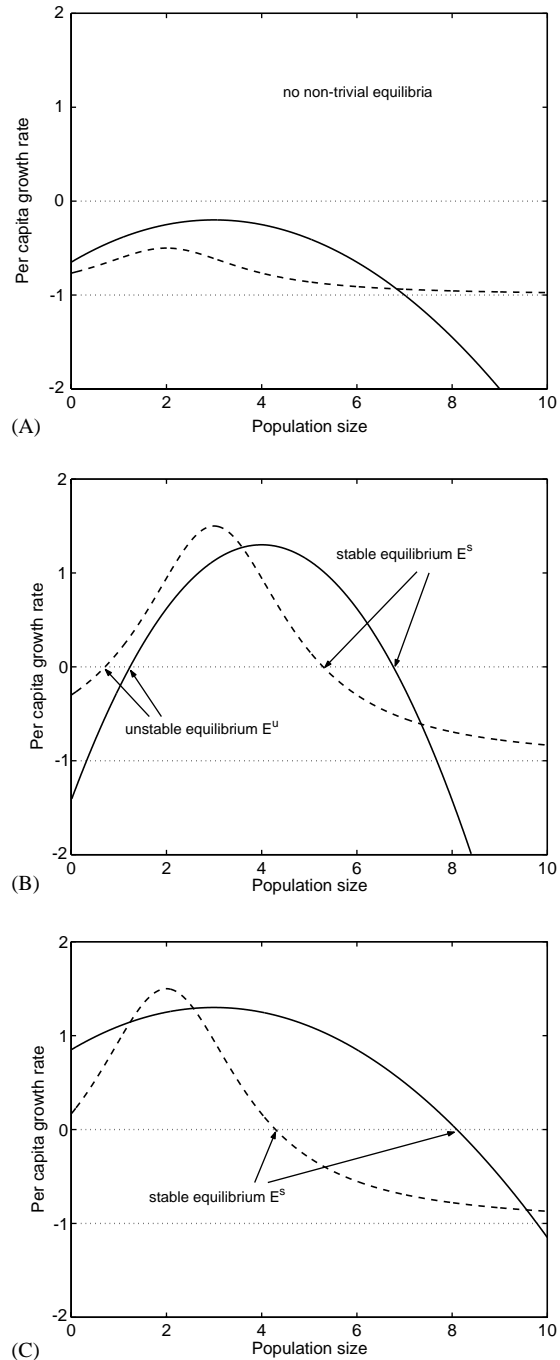 2
no non-trivial equilibria
1
0
Per capita growth rate
-1
-2
0 2 4 6 8 10
(A)
Population size
2
stable equilibrium E^s
1
Per capita growth rate
0
unstable equilibrium E^u
-1
-2
0 2 4 6 8 10
(B)
Population size
2
1
Per capita growth rate
0
stable equilibrium E^s
-1
-2
0 2 4 6 8 10
(C)
Population size